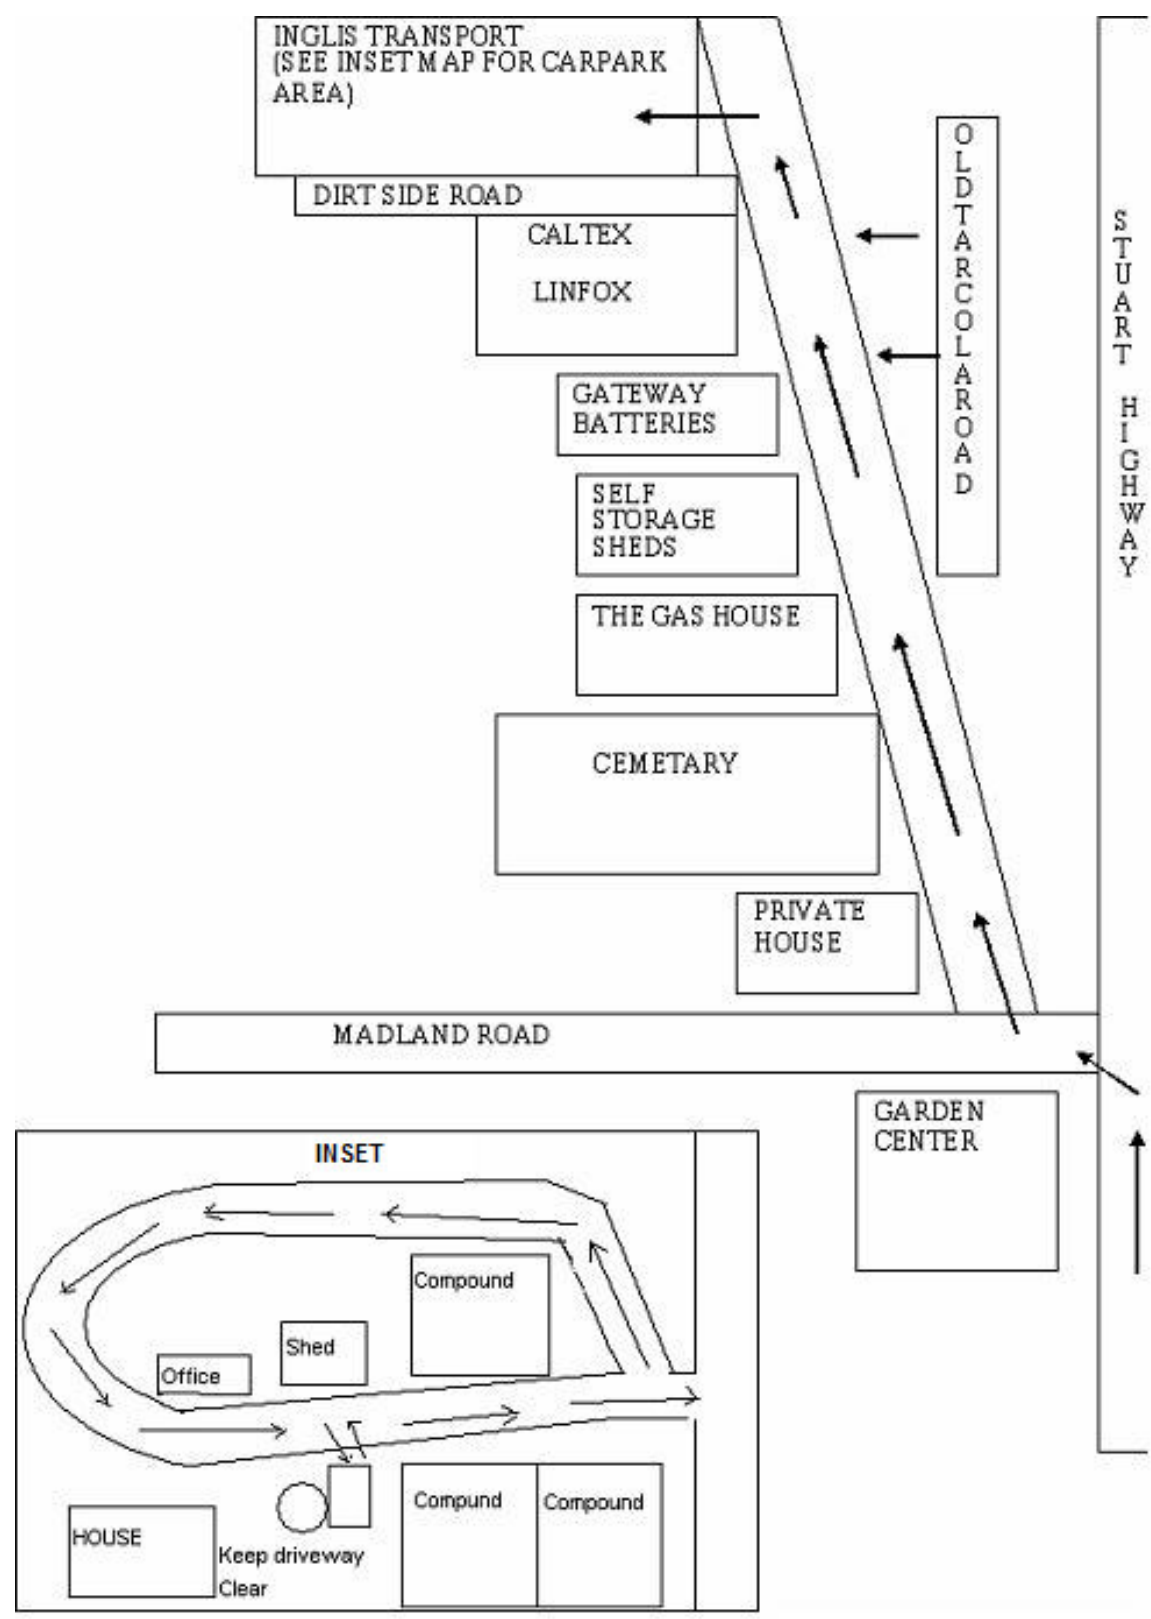 INGLIS TRANSPORT
(SEE INSET MAP FOR CARPARK
AREA)
DIRT SIDE ROAD
CALTEX
LINFOX
OLD TARCOLA ROAD
STUART HIGHWAY
GATEWAY
BATTERIES
SELF
STORAGE
SHEDS
THE GAS HOUSE
CEMETARY
PRIVATE
HOUSE
MADLAND ROAD
GARDEN
CENTER
INSET
Compound
Shed
Office
Compund
Compound
HOUSE
Keep driveway
Clear